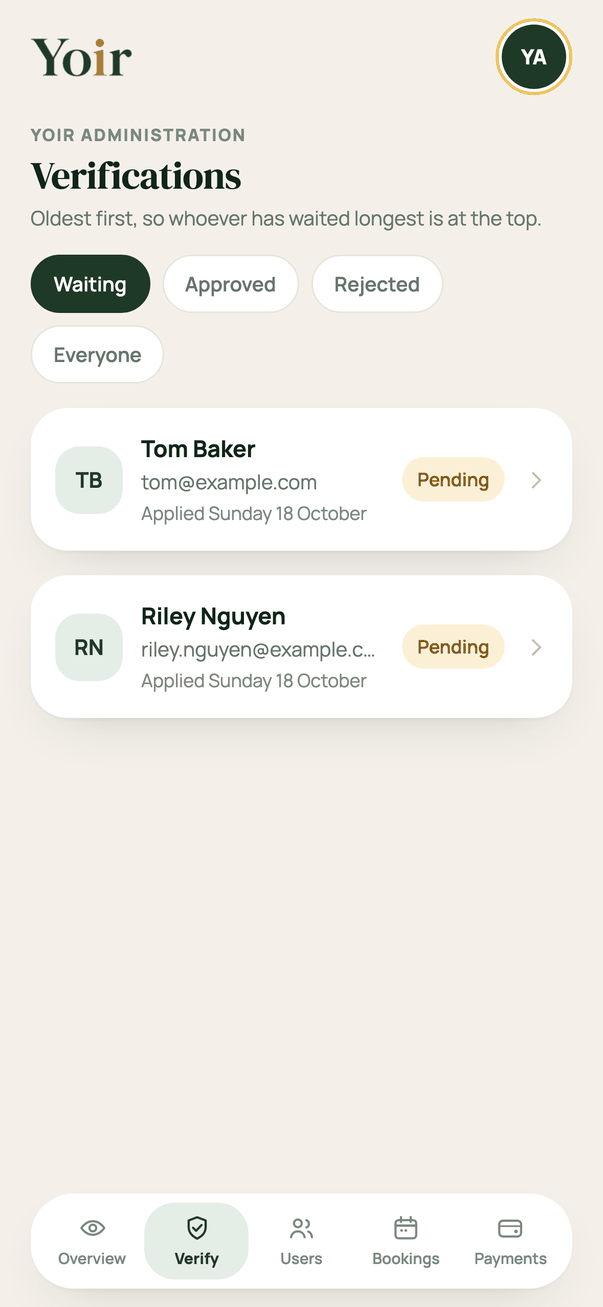 Yoir
YA
YOIR ADMINISTRATION
Verifications
Oldest first, so whoever has waited longest is at the top.
Waiting
Approved
Rejected
Everyone
TB
Tom Baker
tom@example.com
Applied Sunday 18 October
Pending
RN
Riley Nguyen
riley.nguyen@example.c...
Applied Sunday 18 October
Pending
Overview
Verify
Users
Bookings
Payments